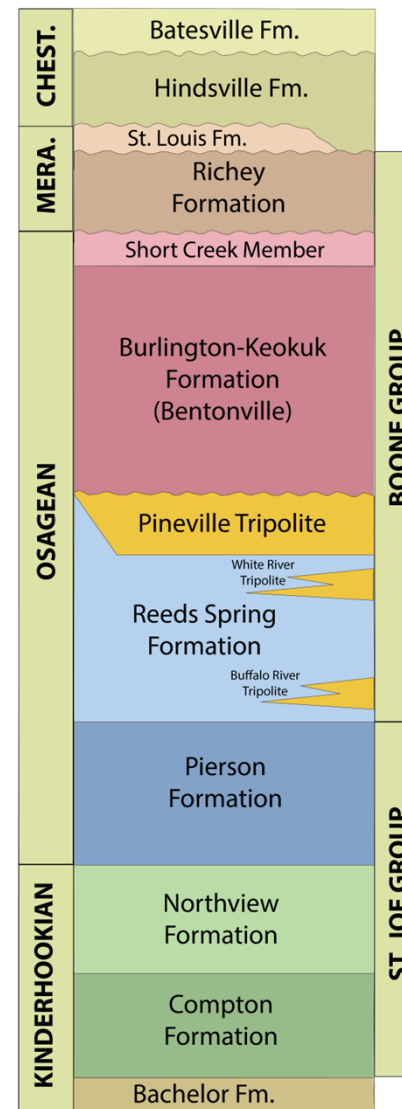 CHEST.
Batesville Fm.
Hindsville Fm.
MERA.
St. Louis Fm.
Richey
Formation
OSAGEAN
Short Creek Member
Burlington-Keokuk
Formation
(Bentonville)
BOONE GROUP
Pineville Tripolite
White River
Tripolite
Reeds Spring
Formation
Buffalo River
Tripolite
Pierson
Formation
ST. JOE GROUP
KINDERHOOKIAN
Northview
Formation
Compton
Formation
Bachelor Fm.